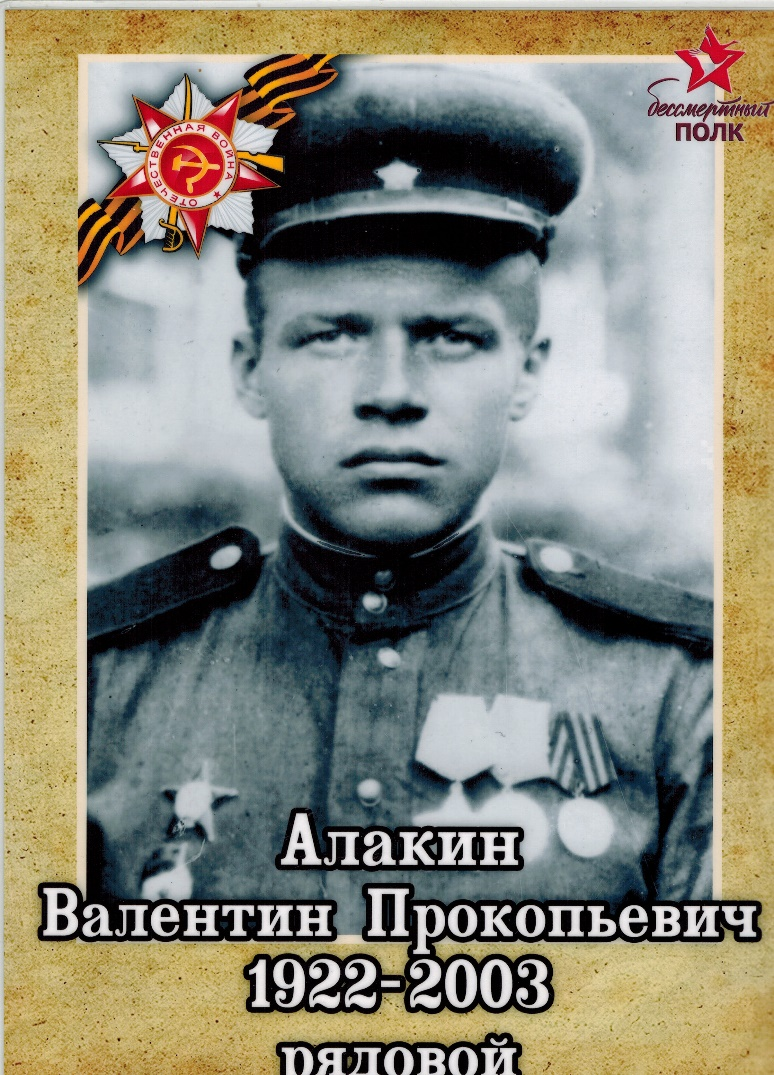 ОТЕЧЕСТВЕННАЯ ВОЙНА
бессмертный
ПОЛК
Алакин
Валентин Прокопьевич
1922-2003
рядовой